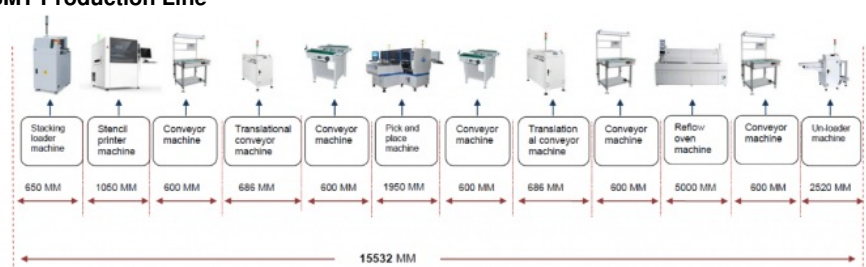 SMT Production Line
Stacking
loader
machine
Stencil
printer
machine
Conveyor
machine
Translational
conveyor
machine
Conveyor
machine
Pick and
place
machine
Conveyor
machine
Translation
al conveyor
machine
Conveyor
machine
Reflow
oven
machine
Conveyor
machine
Un-loader
machine
650 MM
1050 MM
600 MM
686 MM
600 MM
1950 MM
600 MM
686 MM
600 MM
5000 MM
600 MM
2520 MM
15532 MM